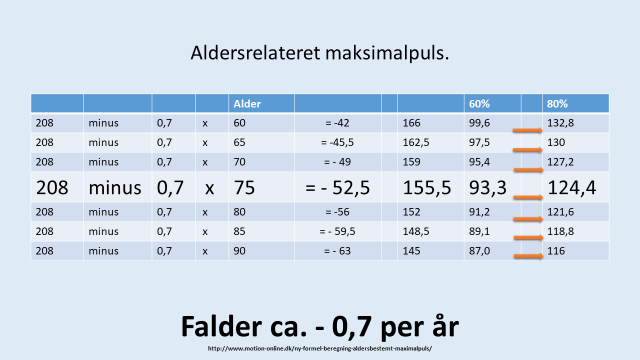 Aldersrelateret maksimalpuls.
Alder 60% 80%
208 minus 0,7 x 60 = -42 166 99,6 132,8
208 minus 0,7 x 65 = -45,5 162,5 97,5 130
208 minus 0,7 x 70 = - 49 159 95,4 127,2
208 minus 0,7 x 75 = - 52,5 155,5 93,3 124,4
208 minus 0,7 x 80 = -56 152 91,2 121,6
208 minus 0,7 x 85 = - 59,5 148,5 89,1 118,8
208 minus 0,7 x 90 = - 63 145 87,0 116
Falder ca. - 0,7 per år
http://www.motion-online.dk/ny-formel-beregning-aldersbestemt-maximalpuls/